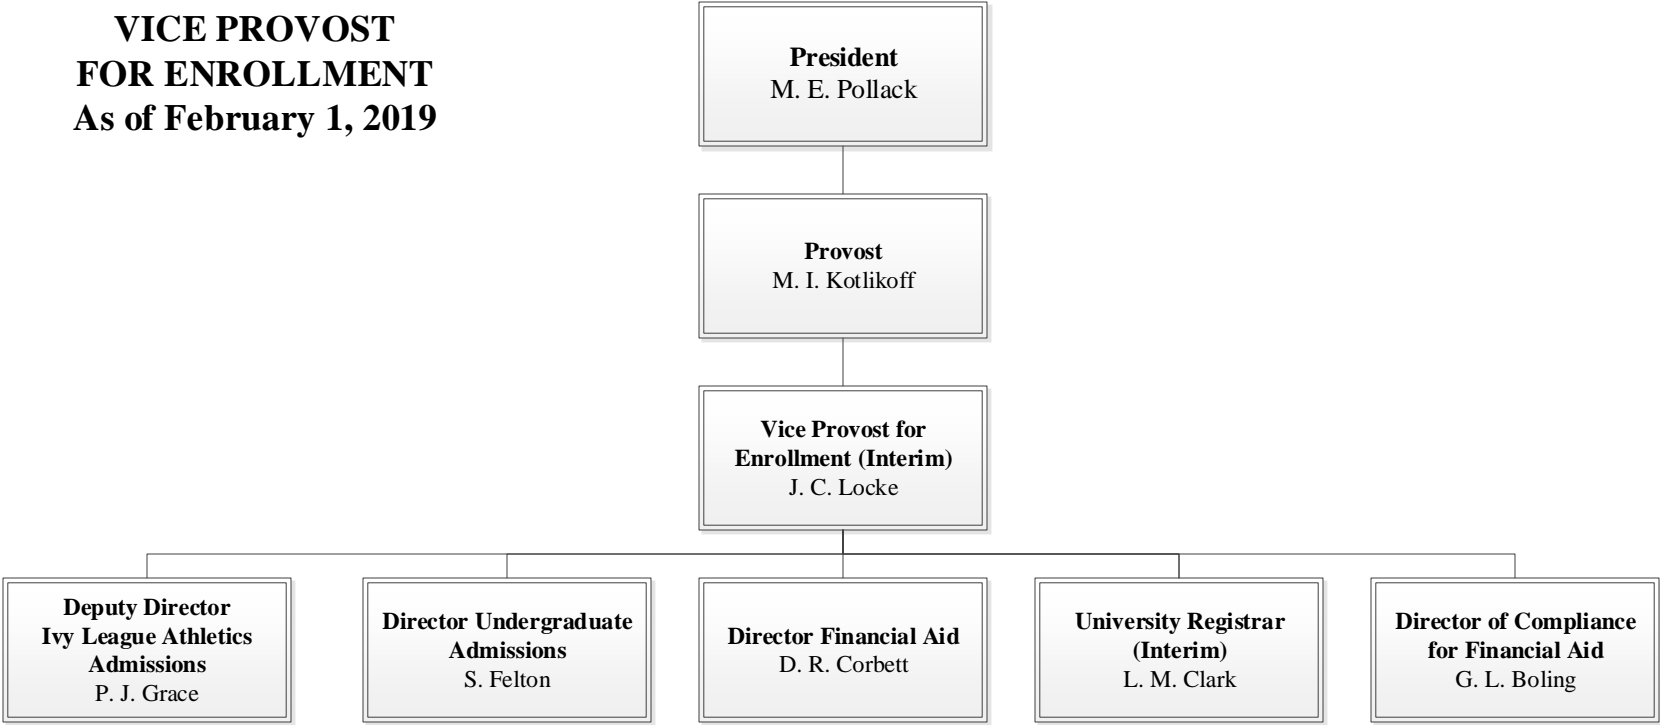 VICE PROVOST
FOR ENROLLMENT
As of February 1, 2019
President
M. E. Pollack
Provost
M. I. Kotlikoff
Vice Provost for
Enrollment (Interim)
J. C. Locke
Deputy Director
Ivy League Athletics
Admissions
P. J. Grace
Director Undergraduate
Admissions
S. Felton
Director Financial Aid
D. R. Corbett
University Registrar
(Interim)
L. M. Clark
Director of Compliance
for Financial Aid
G. L. Boling